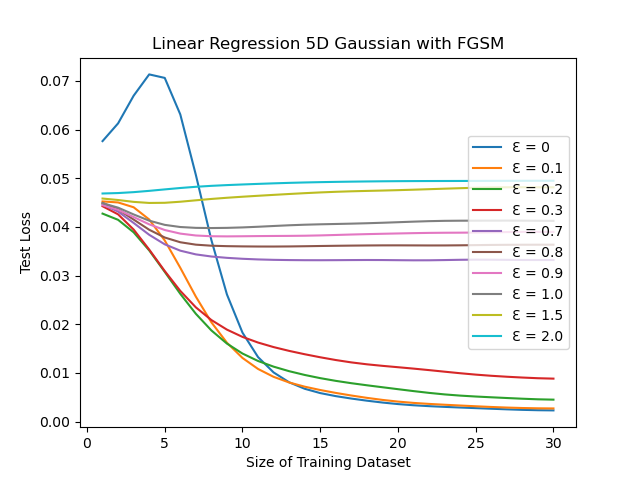 Linear Regression 5D Gaussian with FGSM
Test Loss
0.07
0.06
0.05
0.04
0.03
0.02
0.01
0.00
Ɛ = 0
Ɛ = 0.1
Ɛ = 0.2
Ɛ = 0.3
Ɛ = 0.7
Ɛ = 0.8
Ɛ = 0.9
Ɛ = 1.0
Ɛ = 1.5
Ɛ = 2.0
0 5 10 15 20 25 30
Size of Training Dataset